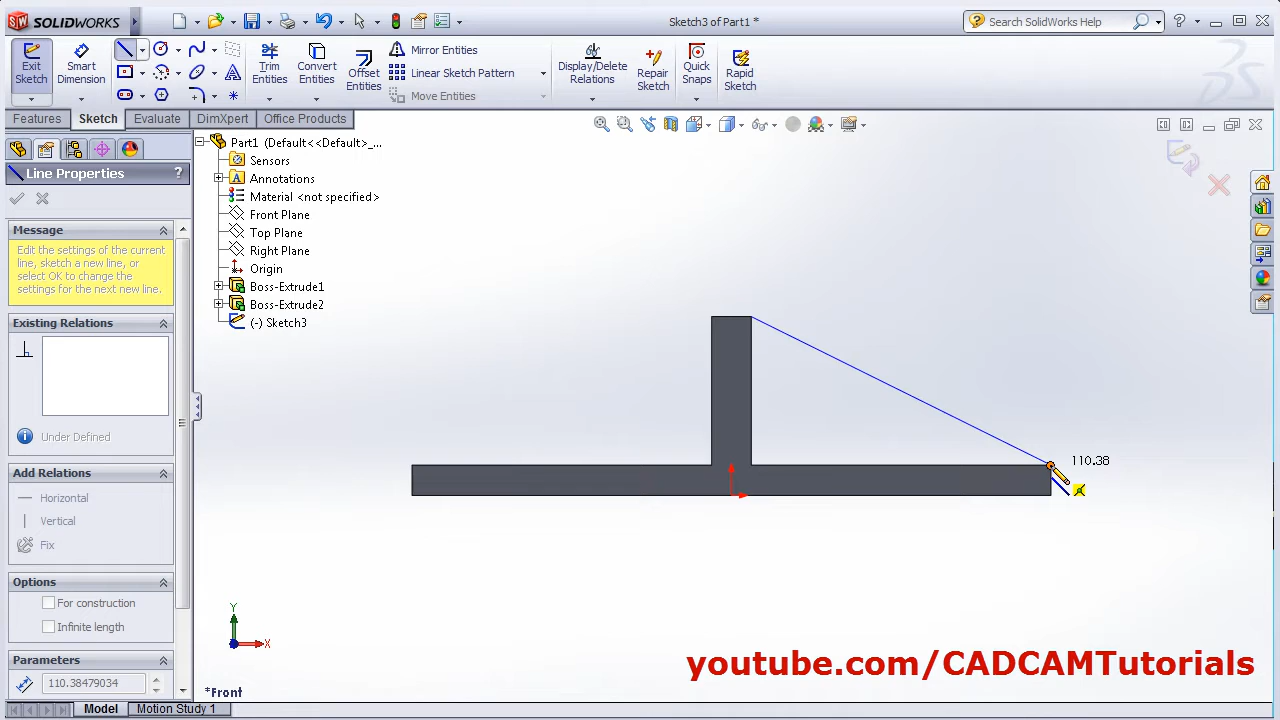 SOLIDWORKS
Sketch3 of Part1 *
Search SolidWorks Help
Exit Sketch
Smart Dimension
Trim Entities
Convert Entities
Offset Entities
Mirror Entities
Linear Sketch Pattern
Move Entities
Display/Delete Relations
Repair Sketch
Quick Snaps
Rapid Sketch
Features
Sketch
Evaluate
DimXpert
Office Products
Line Properties
?
Message
Edit the settings of the current
line, sketch a new line, or
select OK to change the
settings for the next new line.
Existing Relations
Under Defined
Add Relations
Horizontal
Vertical
Fix
Options
For construction
Infinite length
Parameters
110.38479034
Part1 (Default<<Default>_...
Sensors
Annotations
Material <not specified>
Front Plane
Top Plane
Right Plane
Origin
Boss-Extrude1
Boss-Extrude2
(-) Sketch3
110.38
Y
X
*Front
youtube.com/CADCAMTutorials
Model
Motion Study 1